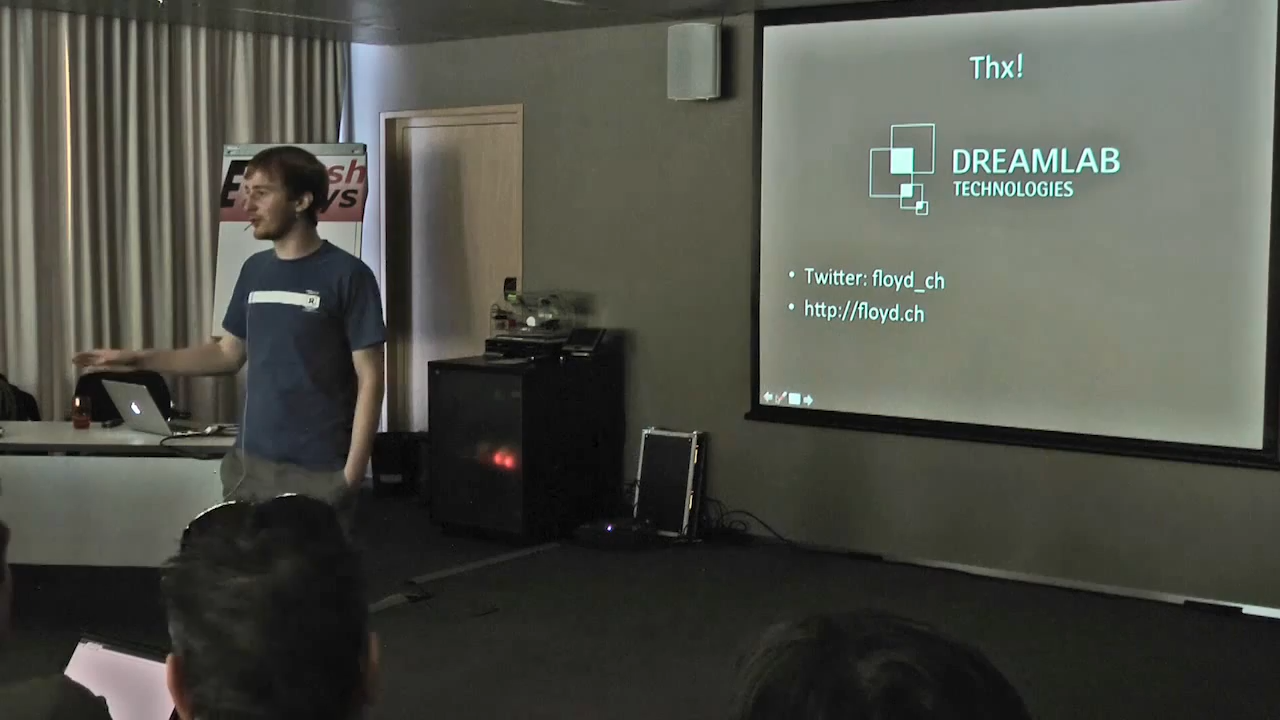 Thx!
DREAMLAB
TECHNOLOGIES
• Twitter: floyd_ch
• http://floyd.ch